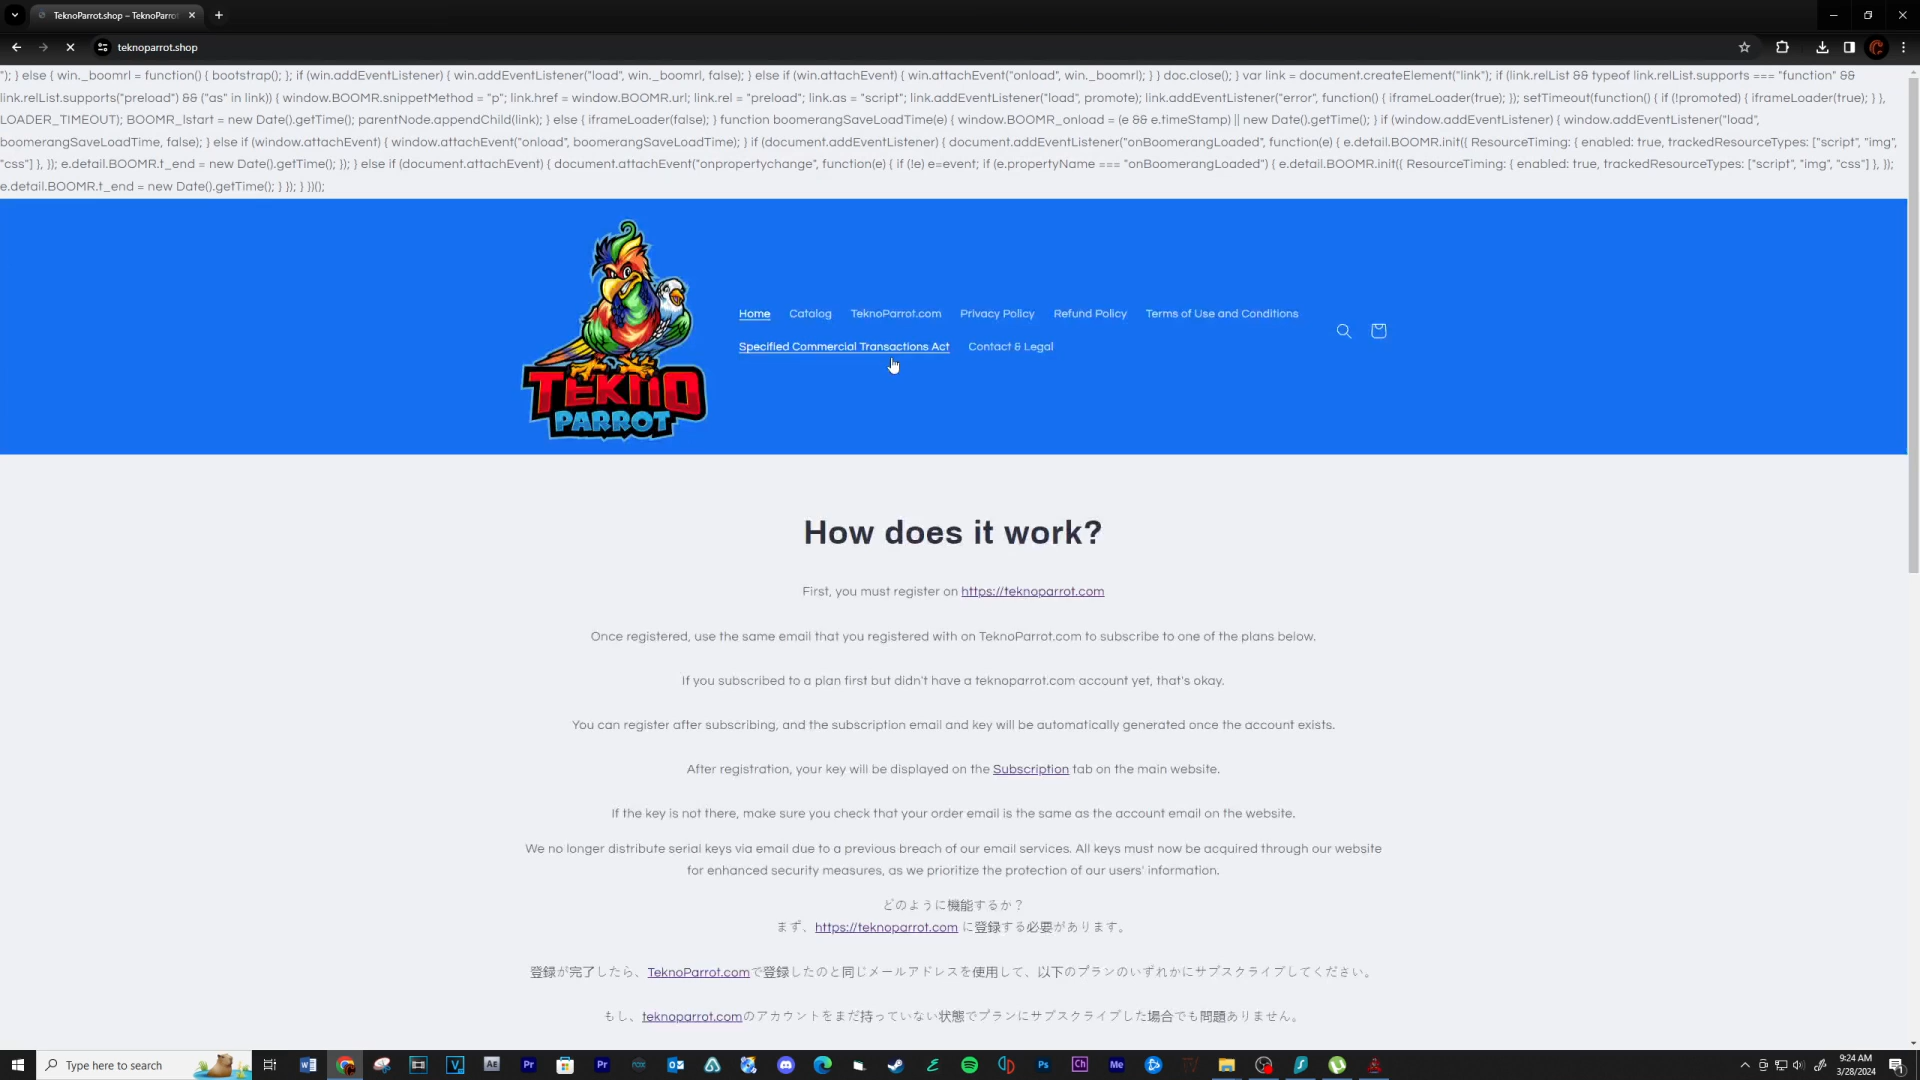 TeknoParrot.shop – TeknoParrot
teknoparrot.shop
"); } else { win._boomrl = function() { bootstrap(); }; if (win.addEventListener) { win.addEventListener("load", win._boomrl, false); } else if (win.attachEvent) { win.attachEvent("onload", win._boomrl); } } doc.close(); } var link = document.createElement("link"); if (link.relList && typeof link.relList.supports === "function" &&
link.relList.supports("preload") && ("as" in link)) { window.BOOMR.snippetMethod = "p"; link.href = window.BOOMR.url; link.rel = "preload"; link.as = "script"; link.addEventListener("load", promote); link.addEventListener("error", function() { iframeLoader(true); }); setTimeout(function() { if (!promoted) { iframeLoader(true); } },
LOADER_TIMEOUT); BOOMR_lstart = new Date().getTime(); parentNode.appendChild(link); } else { iframeLoader(false); } function boomerangSaveLoadTime(e) { window.BOOMR_onload = (e && e.timeStamp) || new Date().getTime(); } if (win.addEventListener) { window.addEventListener("load",
boomerangSaveLoadTime, false); } else if (win.attachEvent) { window.attachEvent("onload", boomerangSaveLoadTime); } if (document.addEventListener) { document.addEventListener("onBoomerangLoaded", function(e) { e.detail.BOOMR.init({ ResourceTiming: { enabled: true, trackedResourceTypes: ["script", "img",
"css"] }, }); e.detail.BOOMR.t_end = new Date().getTime(); }); } else if (document.attachEvent) { document.attachEvent("onpropertychange", function(e) { if (!e) e=event; if (e.propertyName === "onBoomerangLoaded") { e.detail.BOOMR.init({ ResourceTiming: { enabled: true, trackedResourceTypes: ["script", "img", "css"] }, });
e.detail.BOOMR.t_end = new Date().getTime(); } }); } })();
TEKNO
PARROT
Home Catalog TeknoParrot.com Privacy Policy Refund Policy Terms of Use and Conditions
Specified Commercial Transactions Act Contact & Legal
How does it work?
First, you must register on https://teknoparrot.com
Once registered, use the same email that you registered with on TeknoParrot.com to subscribe to one of the plans below.
If you subscribed to a plan first but didn't have a teknoparrot.com account yet, that's okay.
You can register after subscribing, and the subscription email and key will be automatically generated once the account exists.
After registration, your key will be displayed on the Subscription tab on the main website.
If the key is not there, make sure you check that your order email is the same as the account email on the website.
We no longer distribute serial keys via email due to a previous breach of our email services. All keys must now be acquired through our website
for enhanced security measures, as we prioritize the protection of our users' information.
どのように機能するか？
まず、https://teknoparrot.com に登録する必要があります。
登録が完了したら、TeknoParrot.comで登録したのと同じメールアドレスを使用して、以下のプランのいずれかにサブスクライブしてください。
もし、teknoparrot.comのアカウントをまだ持っていない状態でプランにサブスクライブした場合でも問題ありません。
Type here to search
9:24 AM
3/28/2024